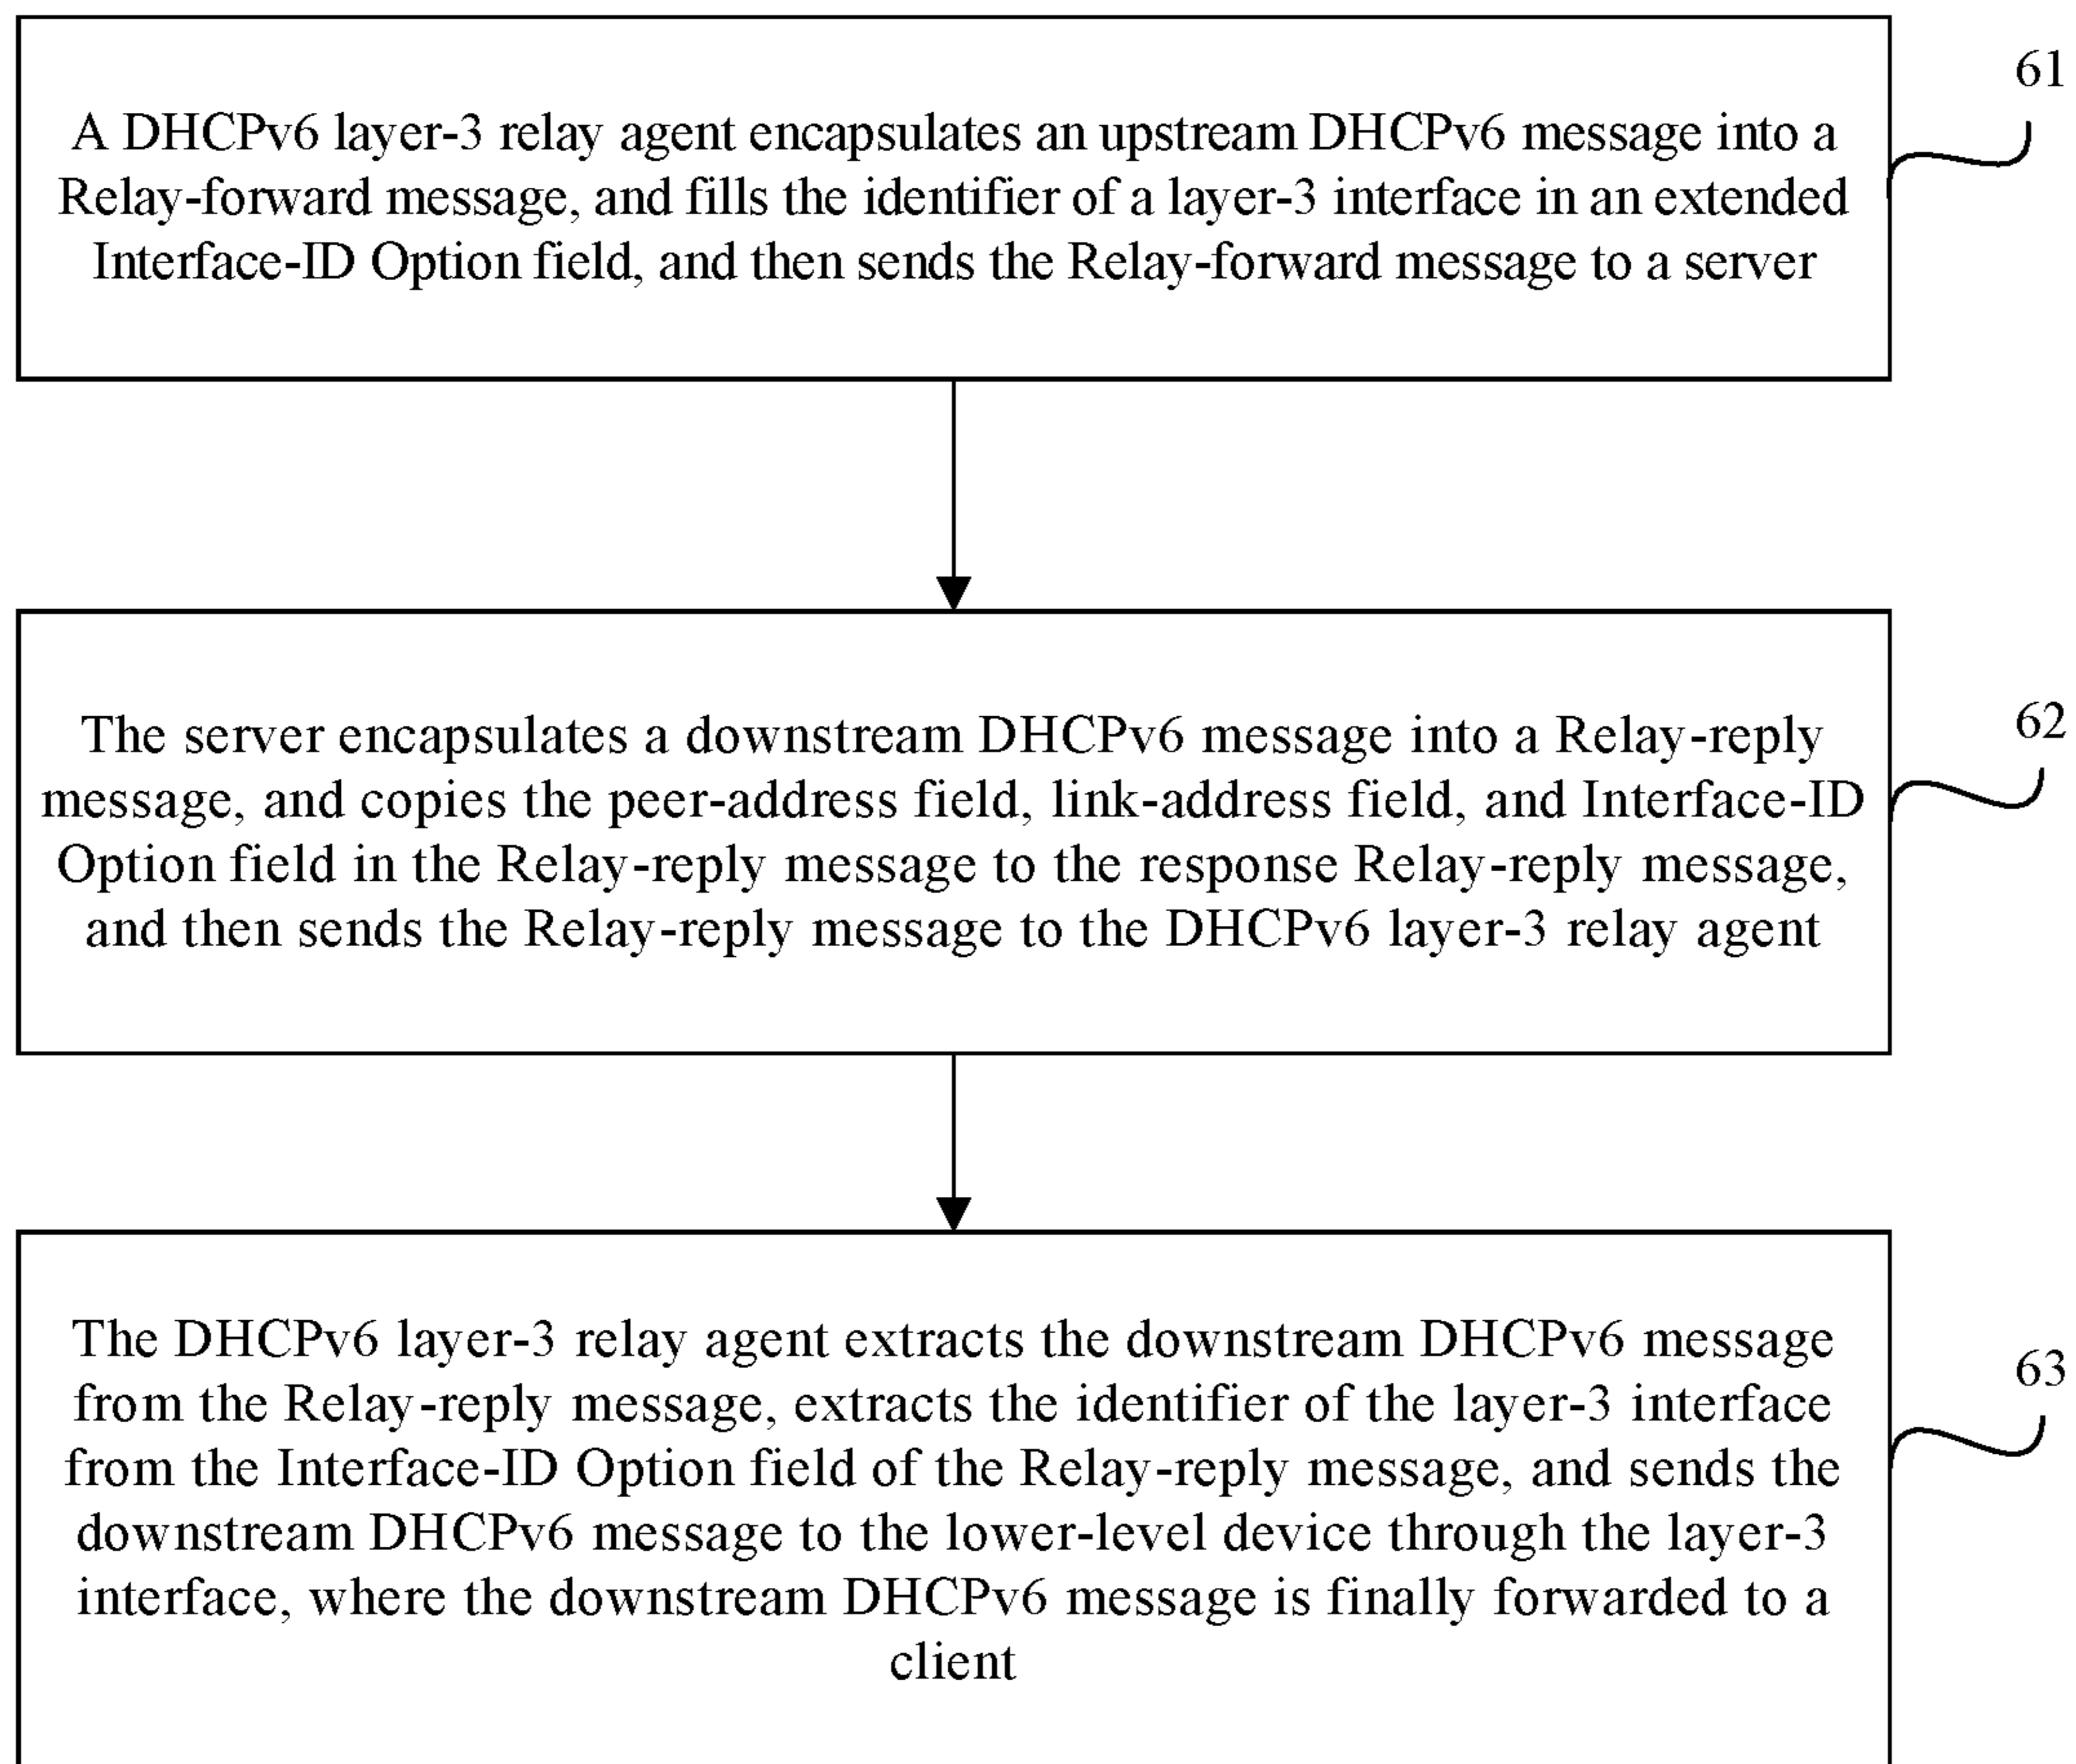 A DHCPv6 layer-3 relay agent encapsulates an upstream DHCPv6 message into a
Relay-forward message, and fills the identifier of a layer-3 interface in an extended
Interface-ID Option field, and then sends the Relay-forward message to a server
61
The server encapsulates a downstream DHCPv6 message into a Relay-reply
message, and copies the peer-address field, link-address field, and Interface-ID
Option field in the Relay-reply message to the response Relay-reply message,
and then sends the Relay-reply message to the DHCPv6 layer-3 relay agent
62
The DHCPv6 layer-3 relay agent extracts the downstream DHCPv6 message
from the Relay-reply message, extracts the identifier of the layer-3 interface
from the Interface-ID Option field of the Relay-reply message, and sends the
downstream DHCPv6 message to the lower-level device through the layer-3
interface, where the downstream DHCPv6 message is finally forwarded to a
client
63